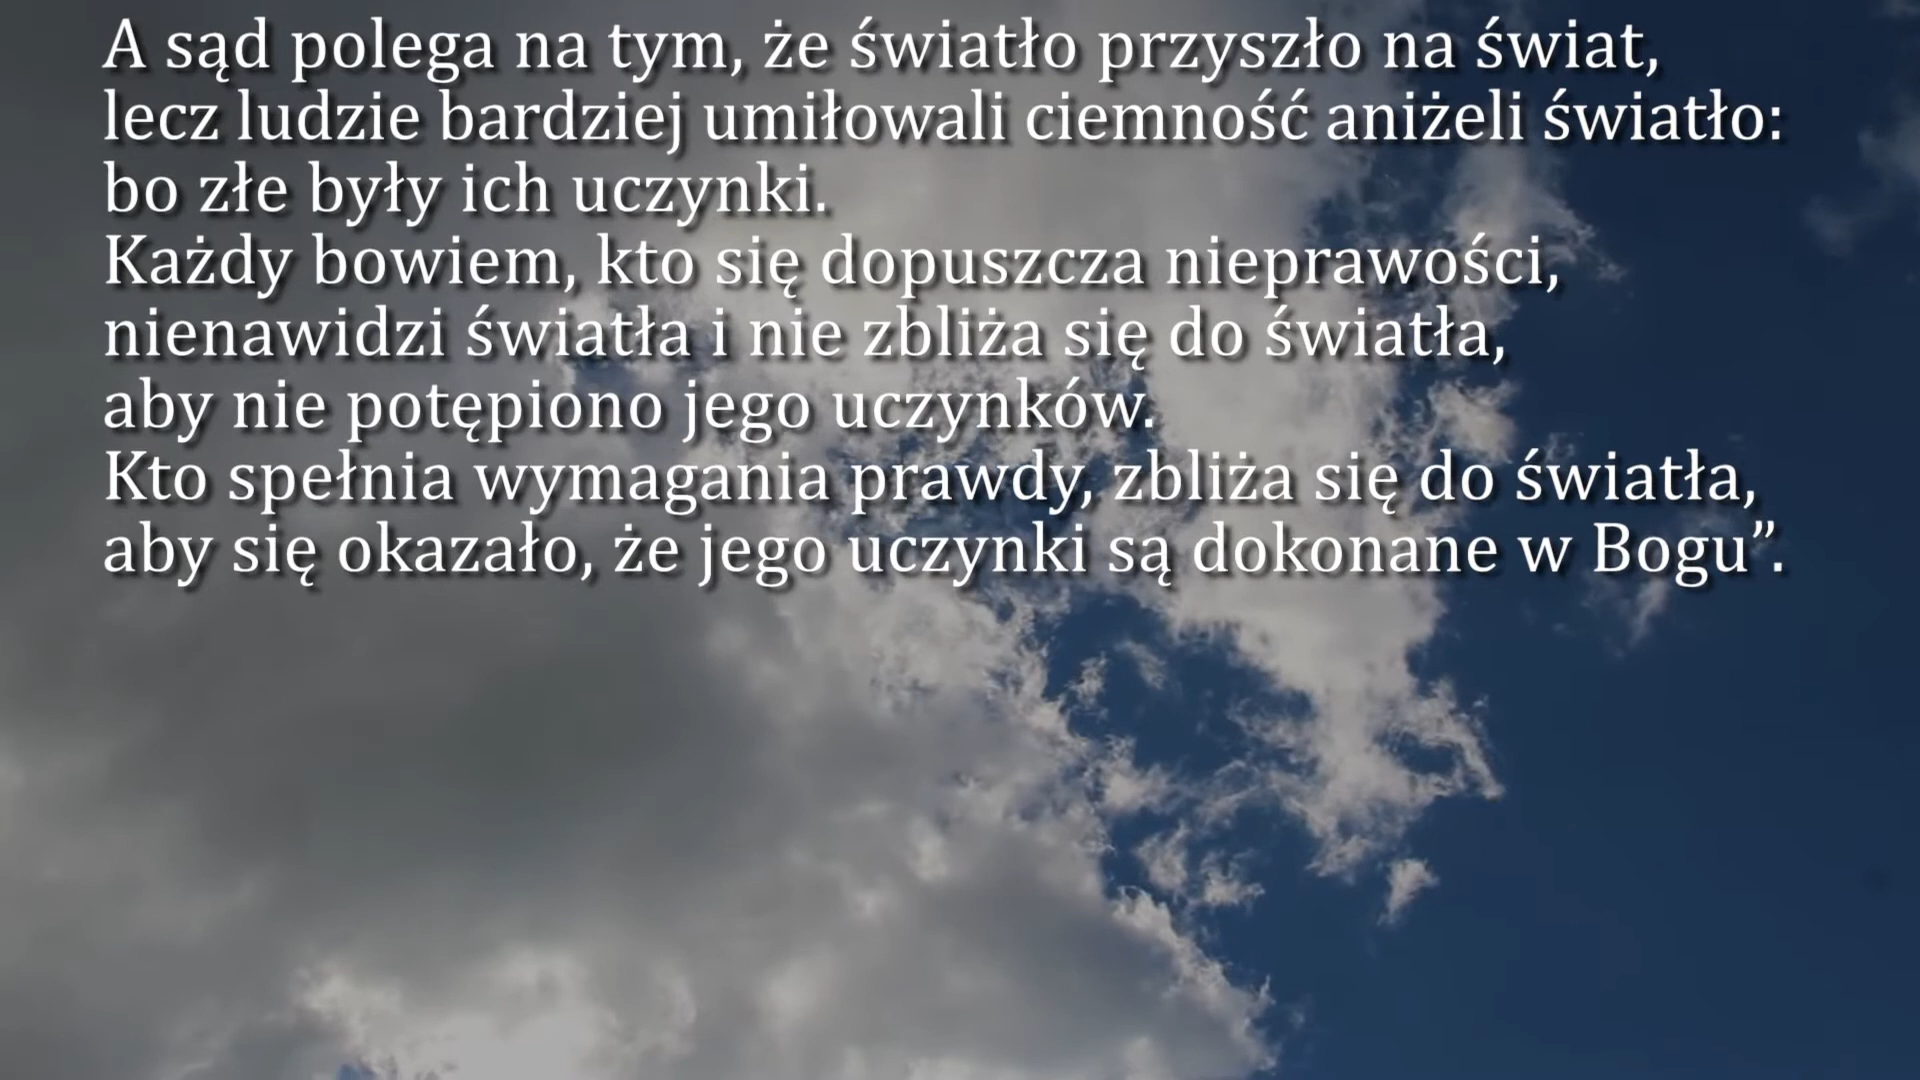 A sąd polega na tym, że światło przyszło na świat,
lecz ludzie bardziej umiłowali ciemność aniżeli światło:
bo złe były ich uczynki.
Każdy bowiem, kto się dopuszcza nieprawości,
nienawidzi światła i nie zbliża się do światła,
aby nie potępiono jego uczynków.
Kto spełnia wymagania prawdy, zbliża się do światła,
aby się okazało, że jego uczynki są dokonane w Bogu”.